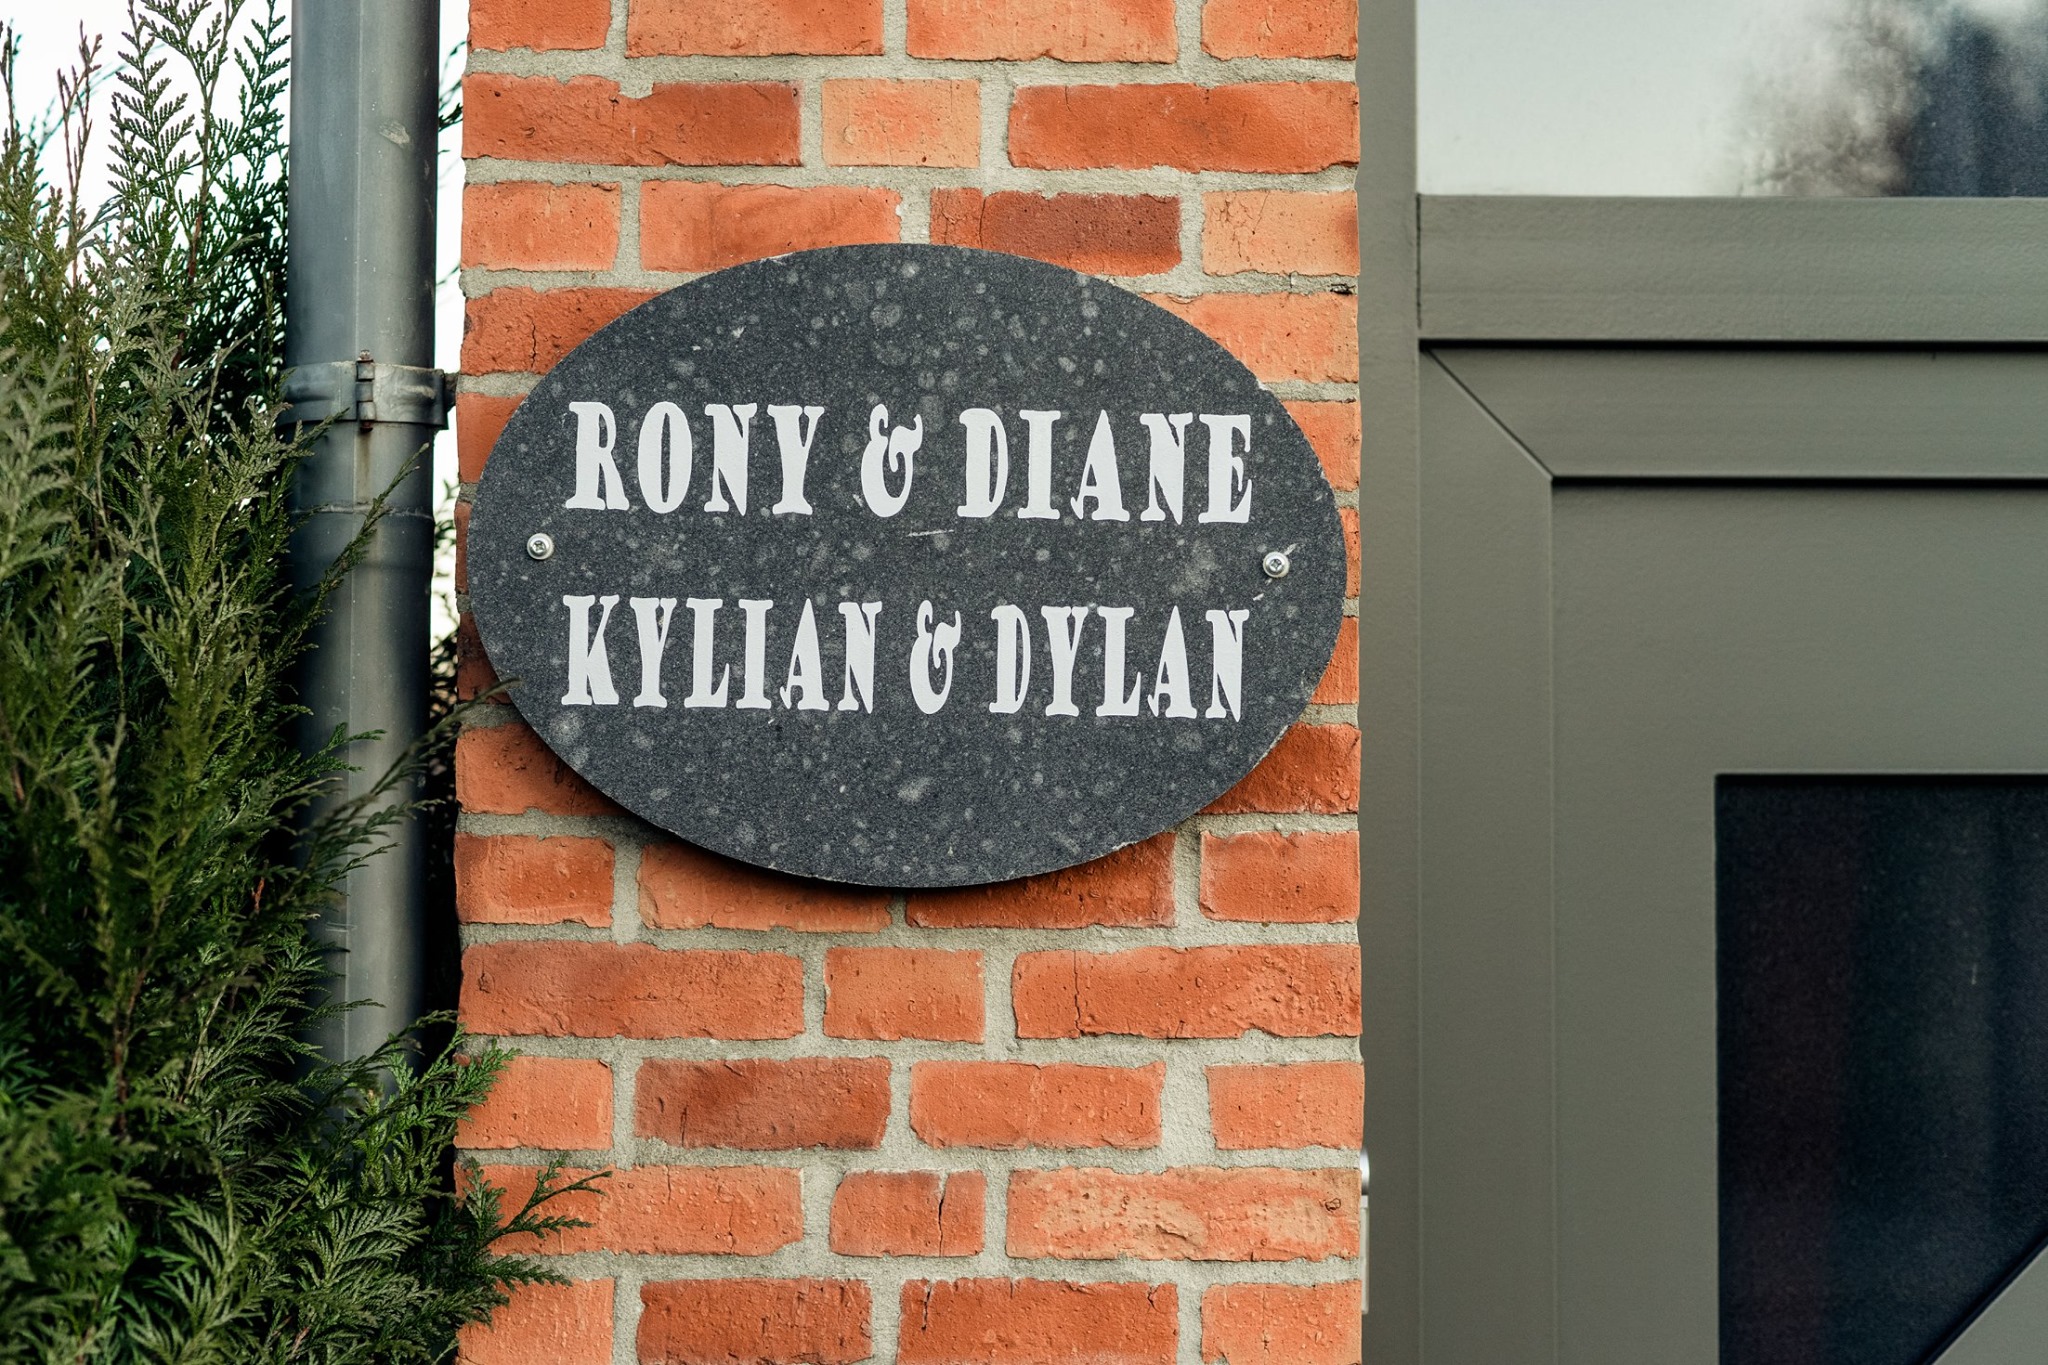 RONY & DIANE
KYLIAN & DYLAN